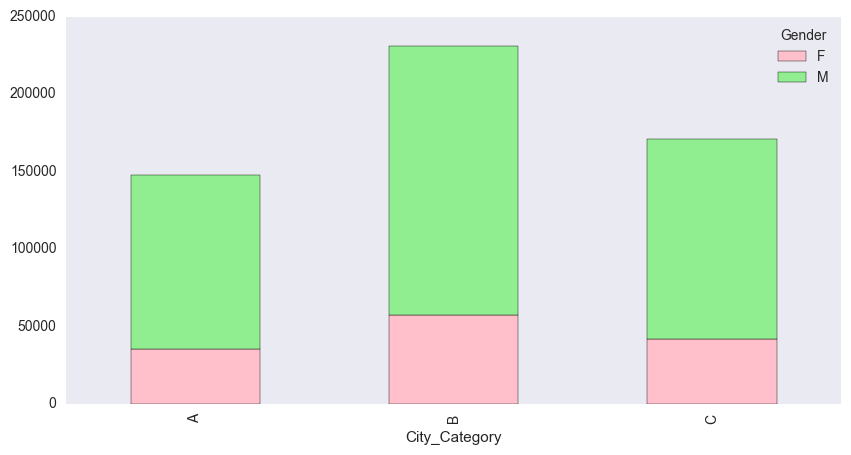 250000
200000
150000
100000
50000
0
Gender
F
M
A
B
C
City_Category